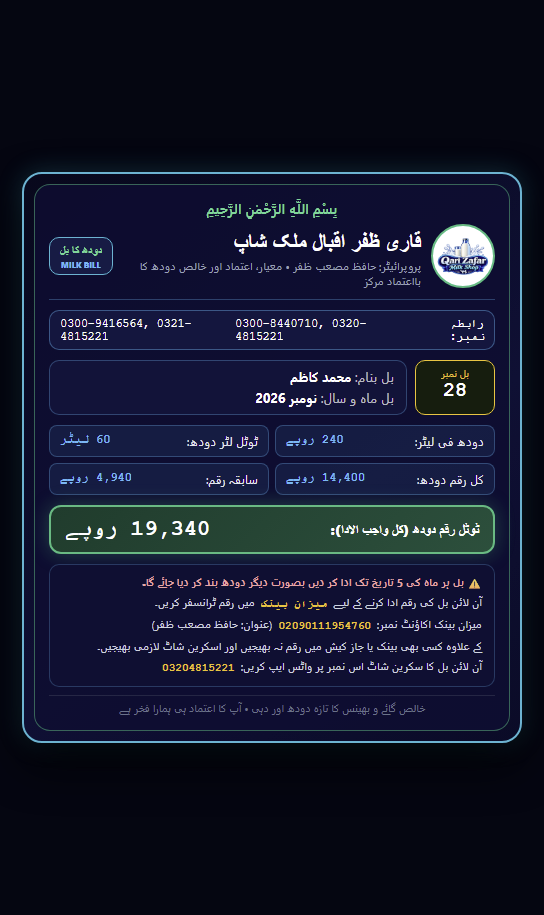 بِسْمِ اللَّهِ الرَّحْمٰنِ الرَّحِيمِ
قاری ظفر اقبال ملک شاپ
پروپرائیٹر: حافظ مصعب ظفر • معیار، اعتماد اور خالص دودھ کا
بااعتماد مرکز
دودھ کا بل
MILK BILL
Qari Zafar
Milk Shop
رابطہ نمبر:
0300-8440710, 0320-4815221
0300-9416564, 0321-4815221
بل نمبر
28
بل بنام: محمد کاظم
بل ماہ و سال: نومبر 2026
دودھ فی لیٹر: 240 روپے
ٹوٹل لٹر دودھ: 60 لیٹر
کل رقم دودھ: 14,400 روپے
سابقہ رقم: 4,940 روپے
ٹوٹل رقم دودھ (کل واجب الادا): 19,340 روپے
⚠️ بل ہر ماہ کی 5 تاریخ تک ادا کر دیں بصورت دیگر دودھ بند کر دیا جائے گا۔
آن لائن بل کی رقم ادا کرنے کے لیے میزان بینک میں رقم ٹرانسفر کریں۔
میزان بینک اکاؤنٹ نمبر: 02090111954760 (عنوان: حافظ مصعب ظفر)
کے علاوہ کسی بھی بینک یا جاز کیش میں رقم نہ بھیجیں اور اسکرین شاٹ لازمی بھیجیں۔
آن لائن بل کا سکرین شاٹ اس نمبر پر واٹس ایپ کریں: 03204815221
خالص گائے و بھینس کا تازہ دودھ اور دہی • آپ کا اعتماد ہی ہمارا فخر ہے